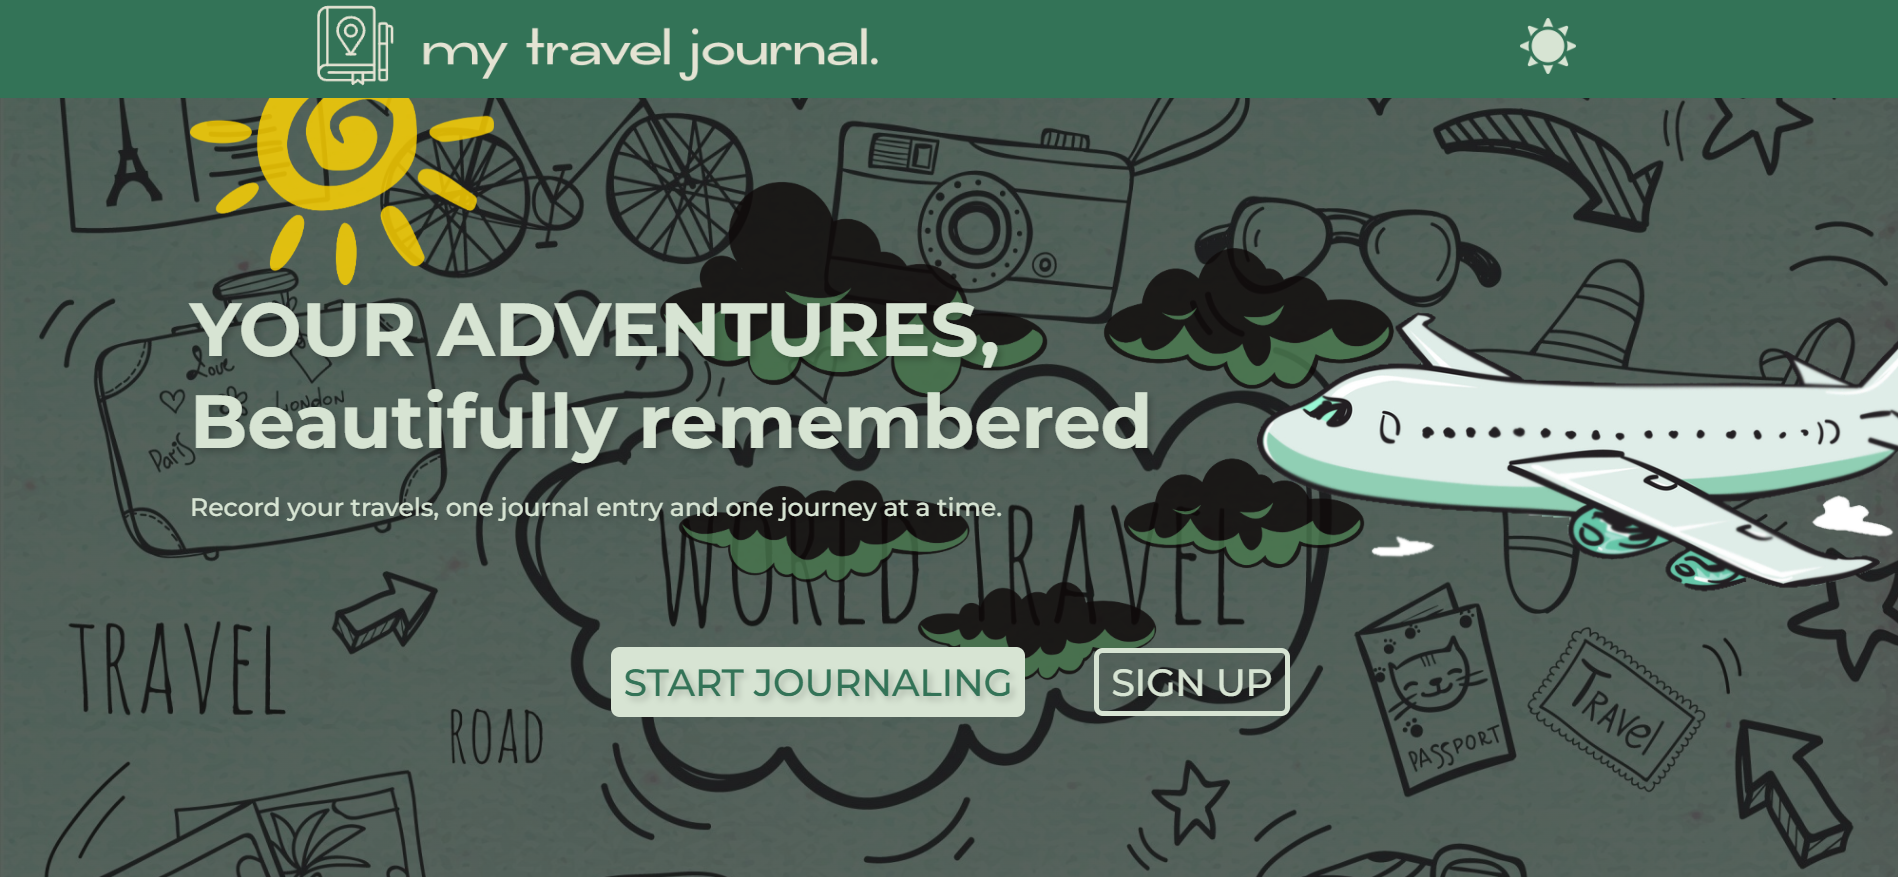 my travel journal.
YOUR ADVENTURES,
Beautifully remembered
Record your travels, one journal entry and one journey at a time.
START JOURNALING
SIGN UP
Love
London
Paris
WORLD TRAVEL
TRAVEL
ROAD
PASSPORT
TRAVEL